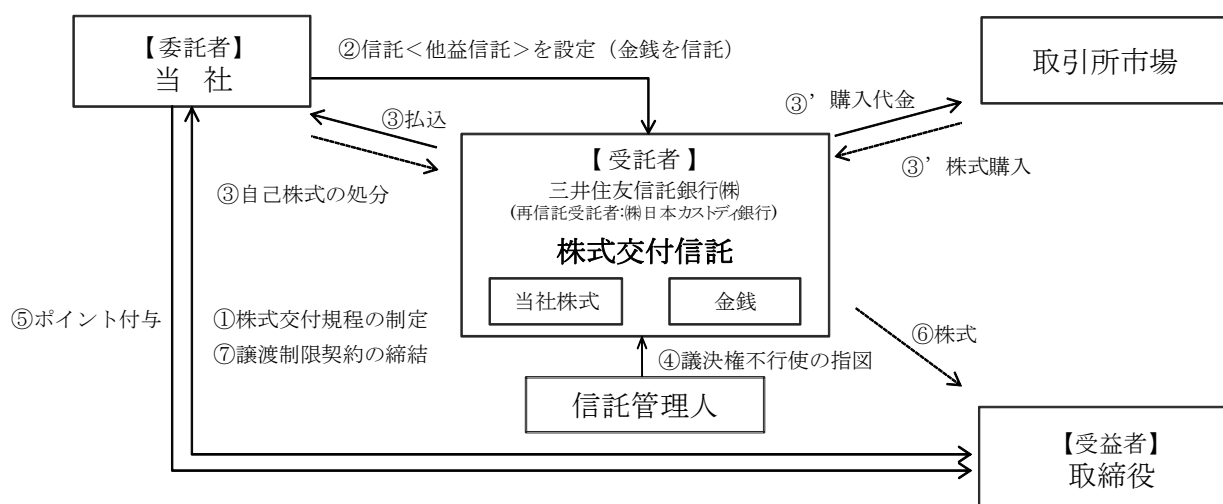 【委託者】
当 社
②信託＜他益信託＞を設定（金銭を信託）
取引所市場
③払込
③’購入代金
③自己株式の処分
③’株式購入
【受託者】
三井住友信託銀行㈱
(再信託受託者:㈱日本カストディ銀行)
株式交付信託
当社株式
金銭
⑤ポイント付与
①株式交付規程の制定
⑦譲渡制限契約の締結
⑥株式
④議決権不行使の指図
信託管理人
【受益者】
取締役